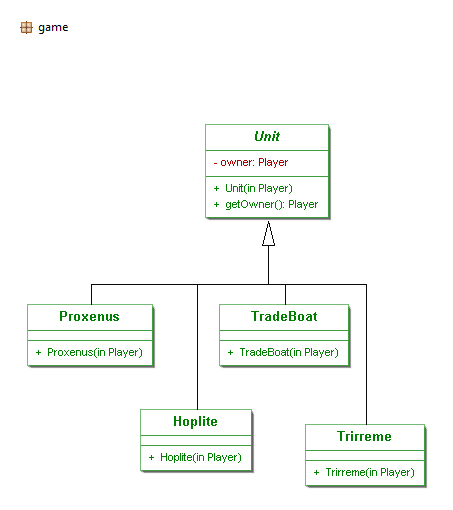 game
Unit
- owner: Player
+ Unit(in Player)
+ getOwner(): Player
Proxenus
+ Proxenus(in Player)
TradeBoat
+ TradeBoat(in Player)
Hoplite
+ Hoplite(in Player)
Trirreme
+ Trirreme(in Player)